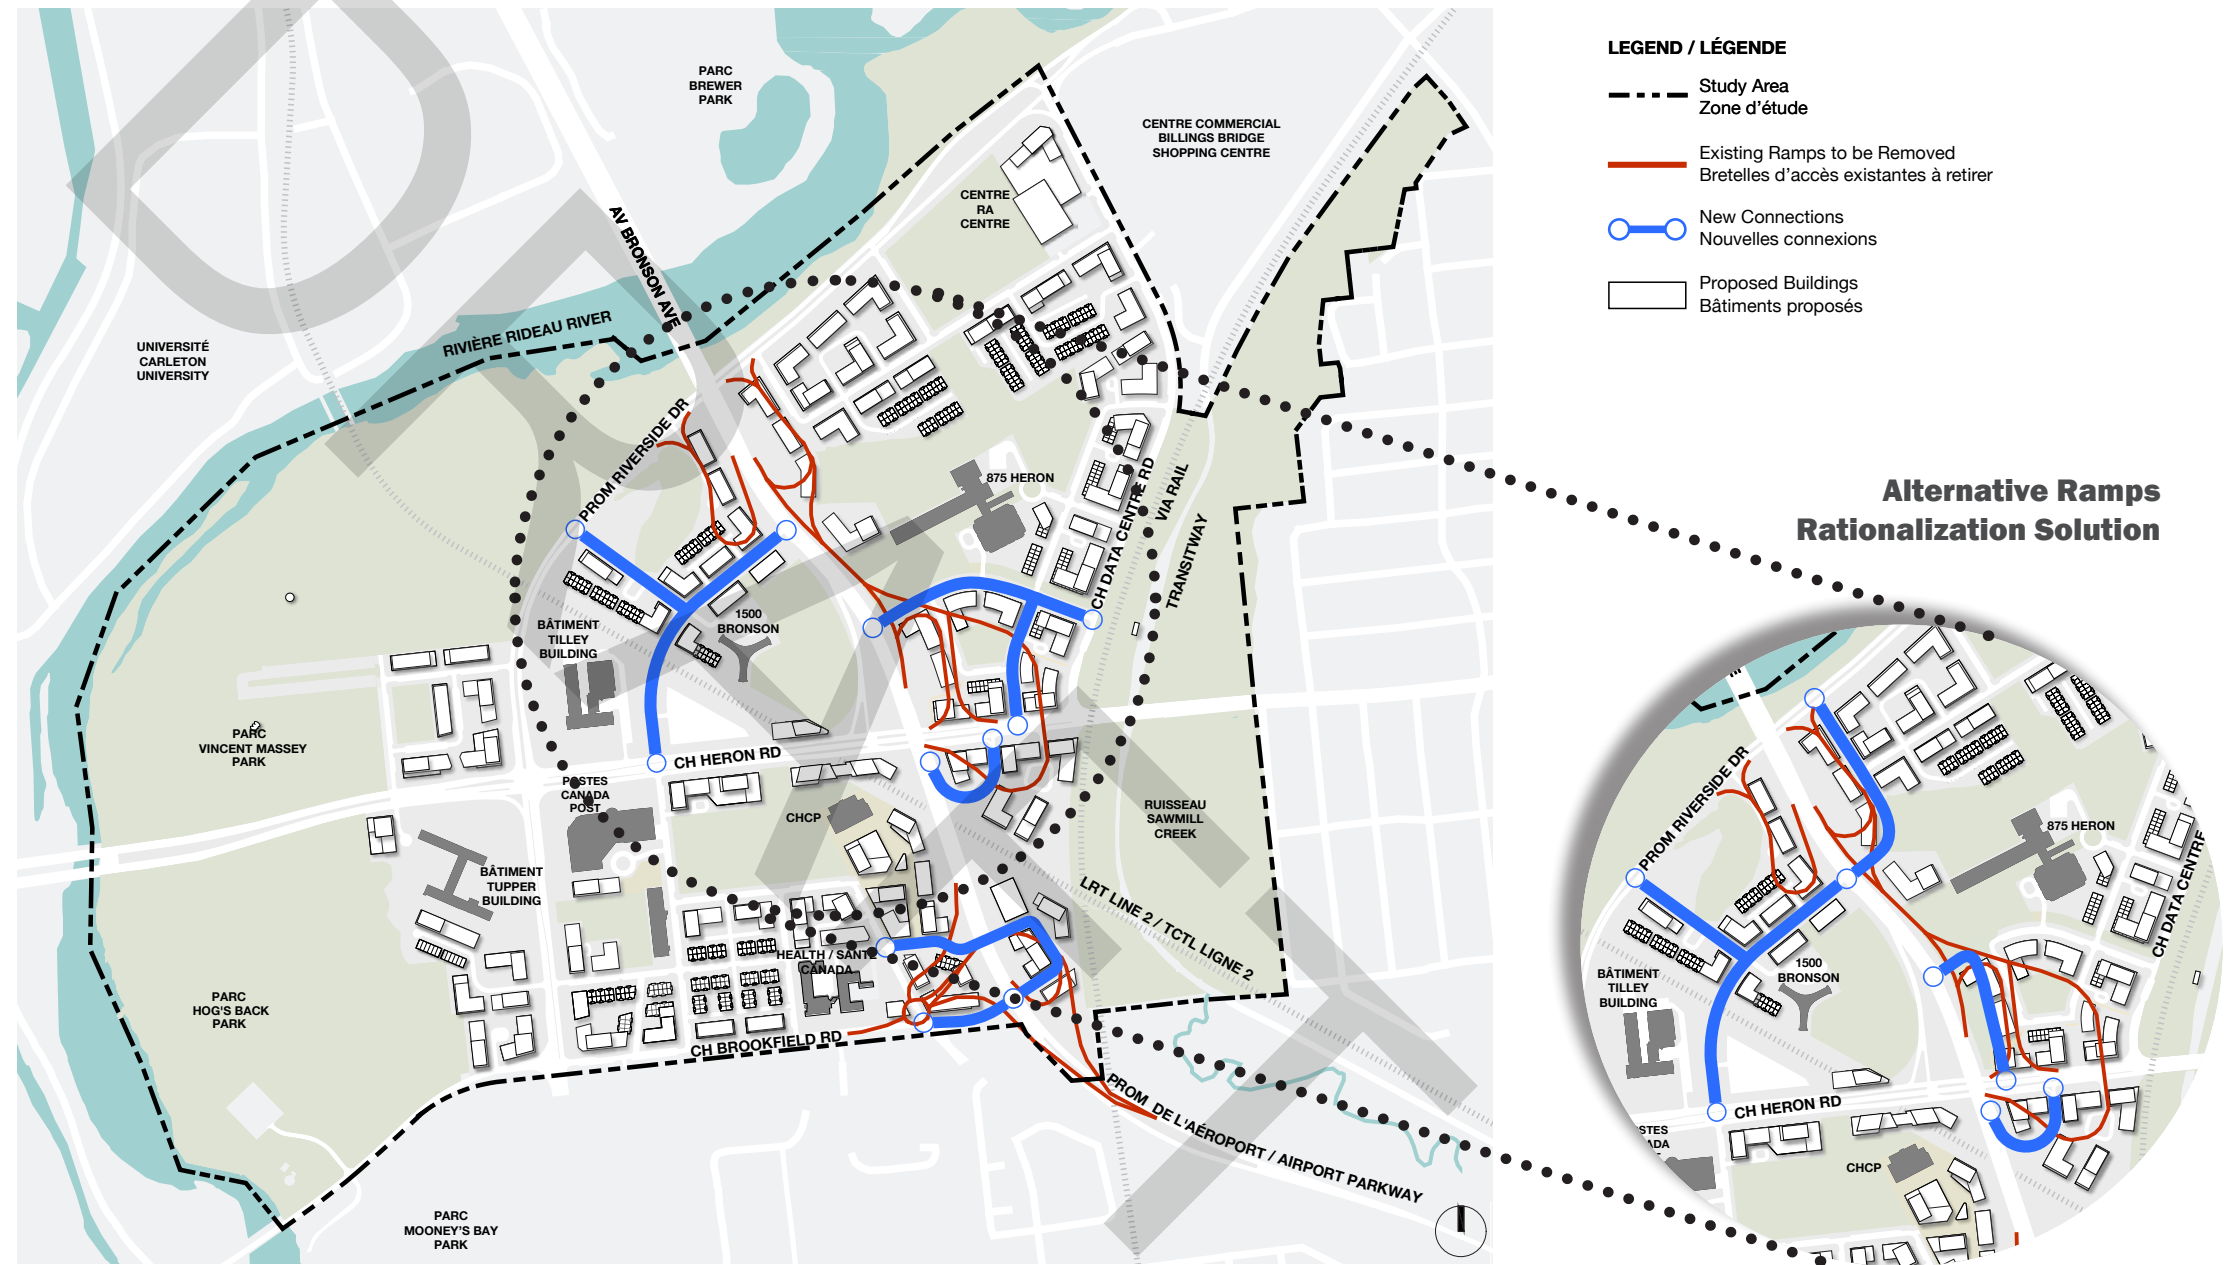 PARC
BREWER
PARK
CENTRE COMMERCIAL
BILLINGS BRIDGE
SHOPPING CENTRE
CENTRE
RA
CENTRE
AV BRONSON AVE
RIVIÈRE RIDEAU RIVER
UNIVERSITÉ
CARLETON
UNIVERSITY
PROM RIVERSIDE DR
875 HERON
CH DATA CENTRE RD
VIA RAIL
TRANSITWAY
1500
BRONSON
BÂTIMENT
TILLEY
BUILDING
PARC
VINCENT MASSEY
PARK
CH HERON RD
POSTES
CANADA
POST
CHCP
RUISSEAU
SAWMILL
CREEK
BÂTIMENT
TUPPER
BUILDING
LRT LINE 2 / TCTL LIGNE 2
HEALTH / SANTÉ
CANADA
PARC
HOG'S BACK
PARK
CH BROOKFIELD RD
PROM DE L'AÉROPORT / AIRPORT PARKWAY
PARC
MOONEY'S BAY
PARK
LEGEND / LÉGENDE
Study Area
Zone d'étude
Existing Ramps to be Removed
Bretelles d'accès existantes à retirer
New Connections
Nouvelles connexions
Proposed Buildings
Bâtiments proposés
Alternative Ramps
Rationalization Solution
PROM RIVERSIDE DR
875 HERON
CH DATA CENTRE
1500
BRONSON
BÂTIMENT
TILLEY
BUILDING
CH HERON RD
STES
ADA
CHCP
DRAFT